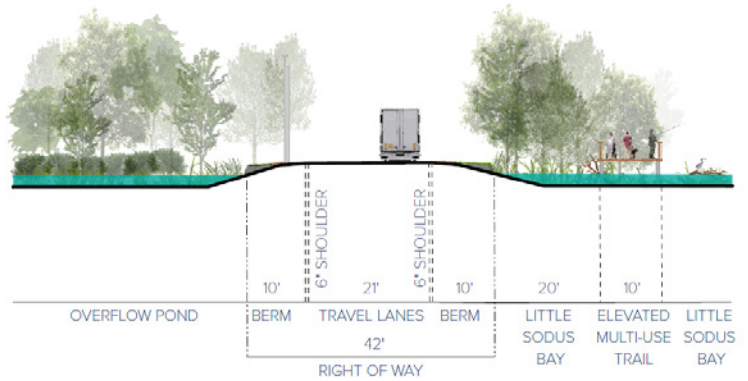 6" SHOULDER
6" SHOULDER
10' 21' 10' 20' 10'
OVERFLOW POND BERM TRAVEL LANES BERM LITTLE SODUS BAY ELEVATED MULTI-USE TRAIL LITTLE SODUS BAY
42'
RIGHT OF WAY